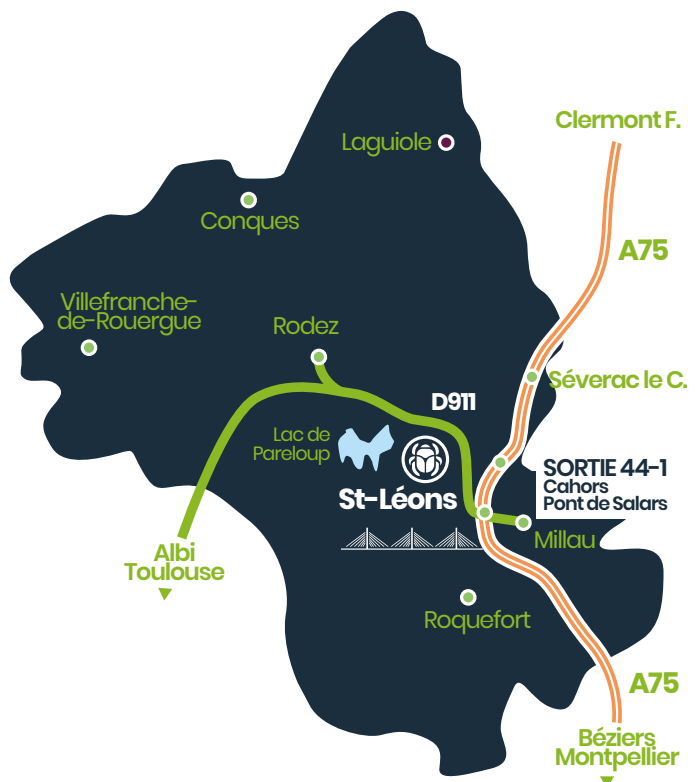 Clermont F.
Laguiole
Conques
A75
Villefranche-
de-Rouergue
Rodez
Séverac le C.
D911
Lac de
Pareloup
St-Léons
SORTIE 44-1
Cahors
Pont de Salars
Millau
Albi
Toulouse
Roquefort
A75
Béziers
Montpellier